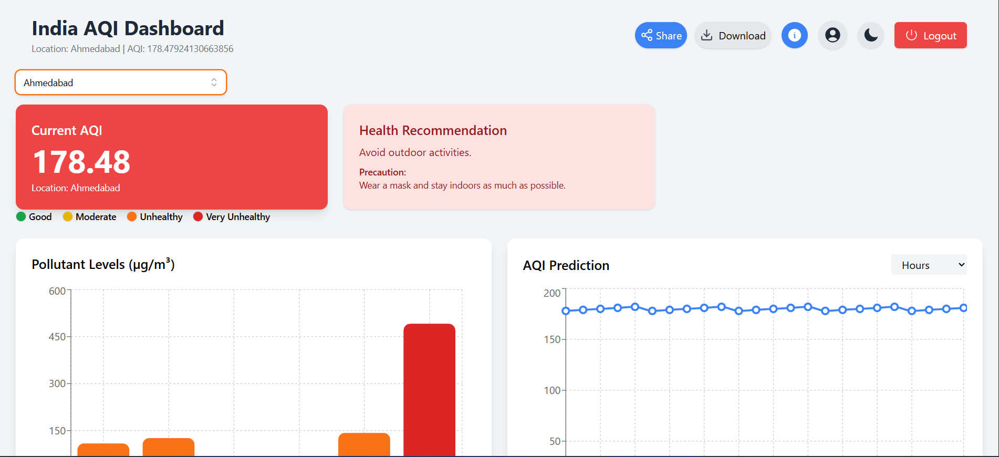 India AQI Dashboard
Location: Ahmedabad | AQI: 178.47924130663856
Share
Download
Logout
Ahmedabad
Current AQI
178.48
Location: Ahmedabad
Health Recommendation
Avoid outdoor activities.
Precaution:
Wear a mask and stay indoors as much as possible.
Good Moderate Unhealthy Very Unhealthy
Pollutant Levels (µg/m³)
600
450
300
150
AQI Prediction
Hours
200
150
100
50